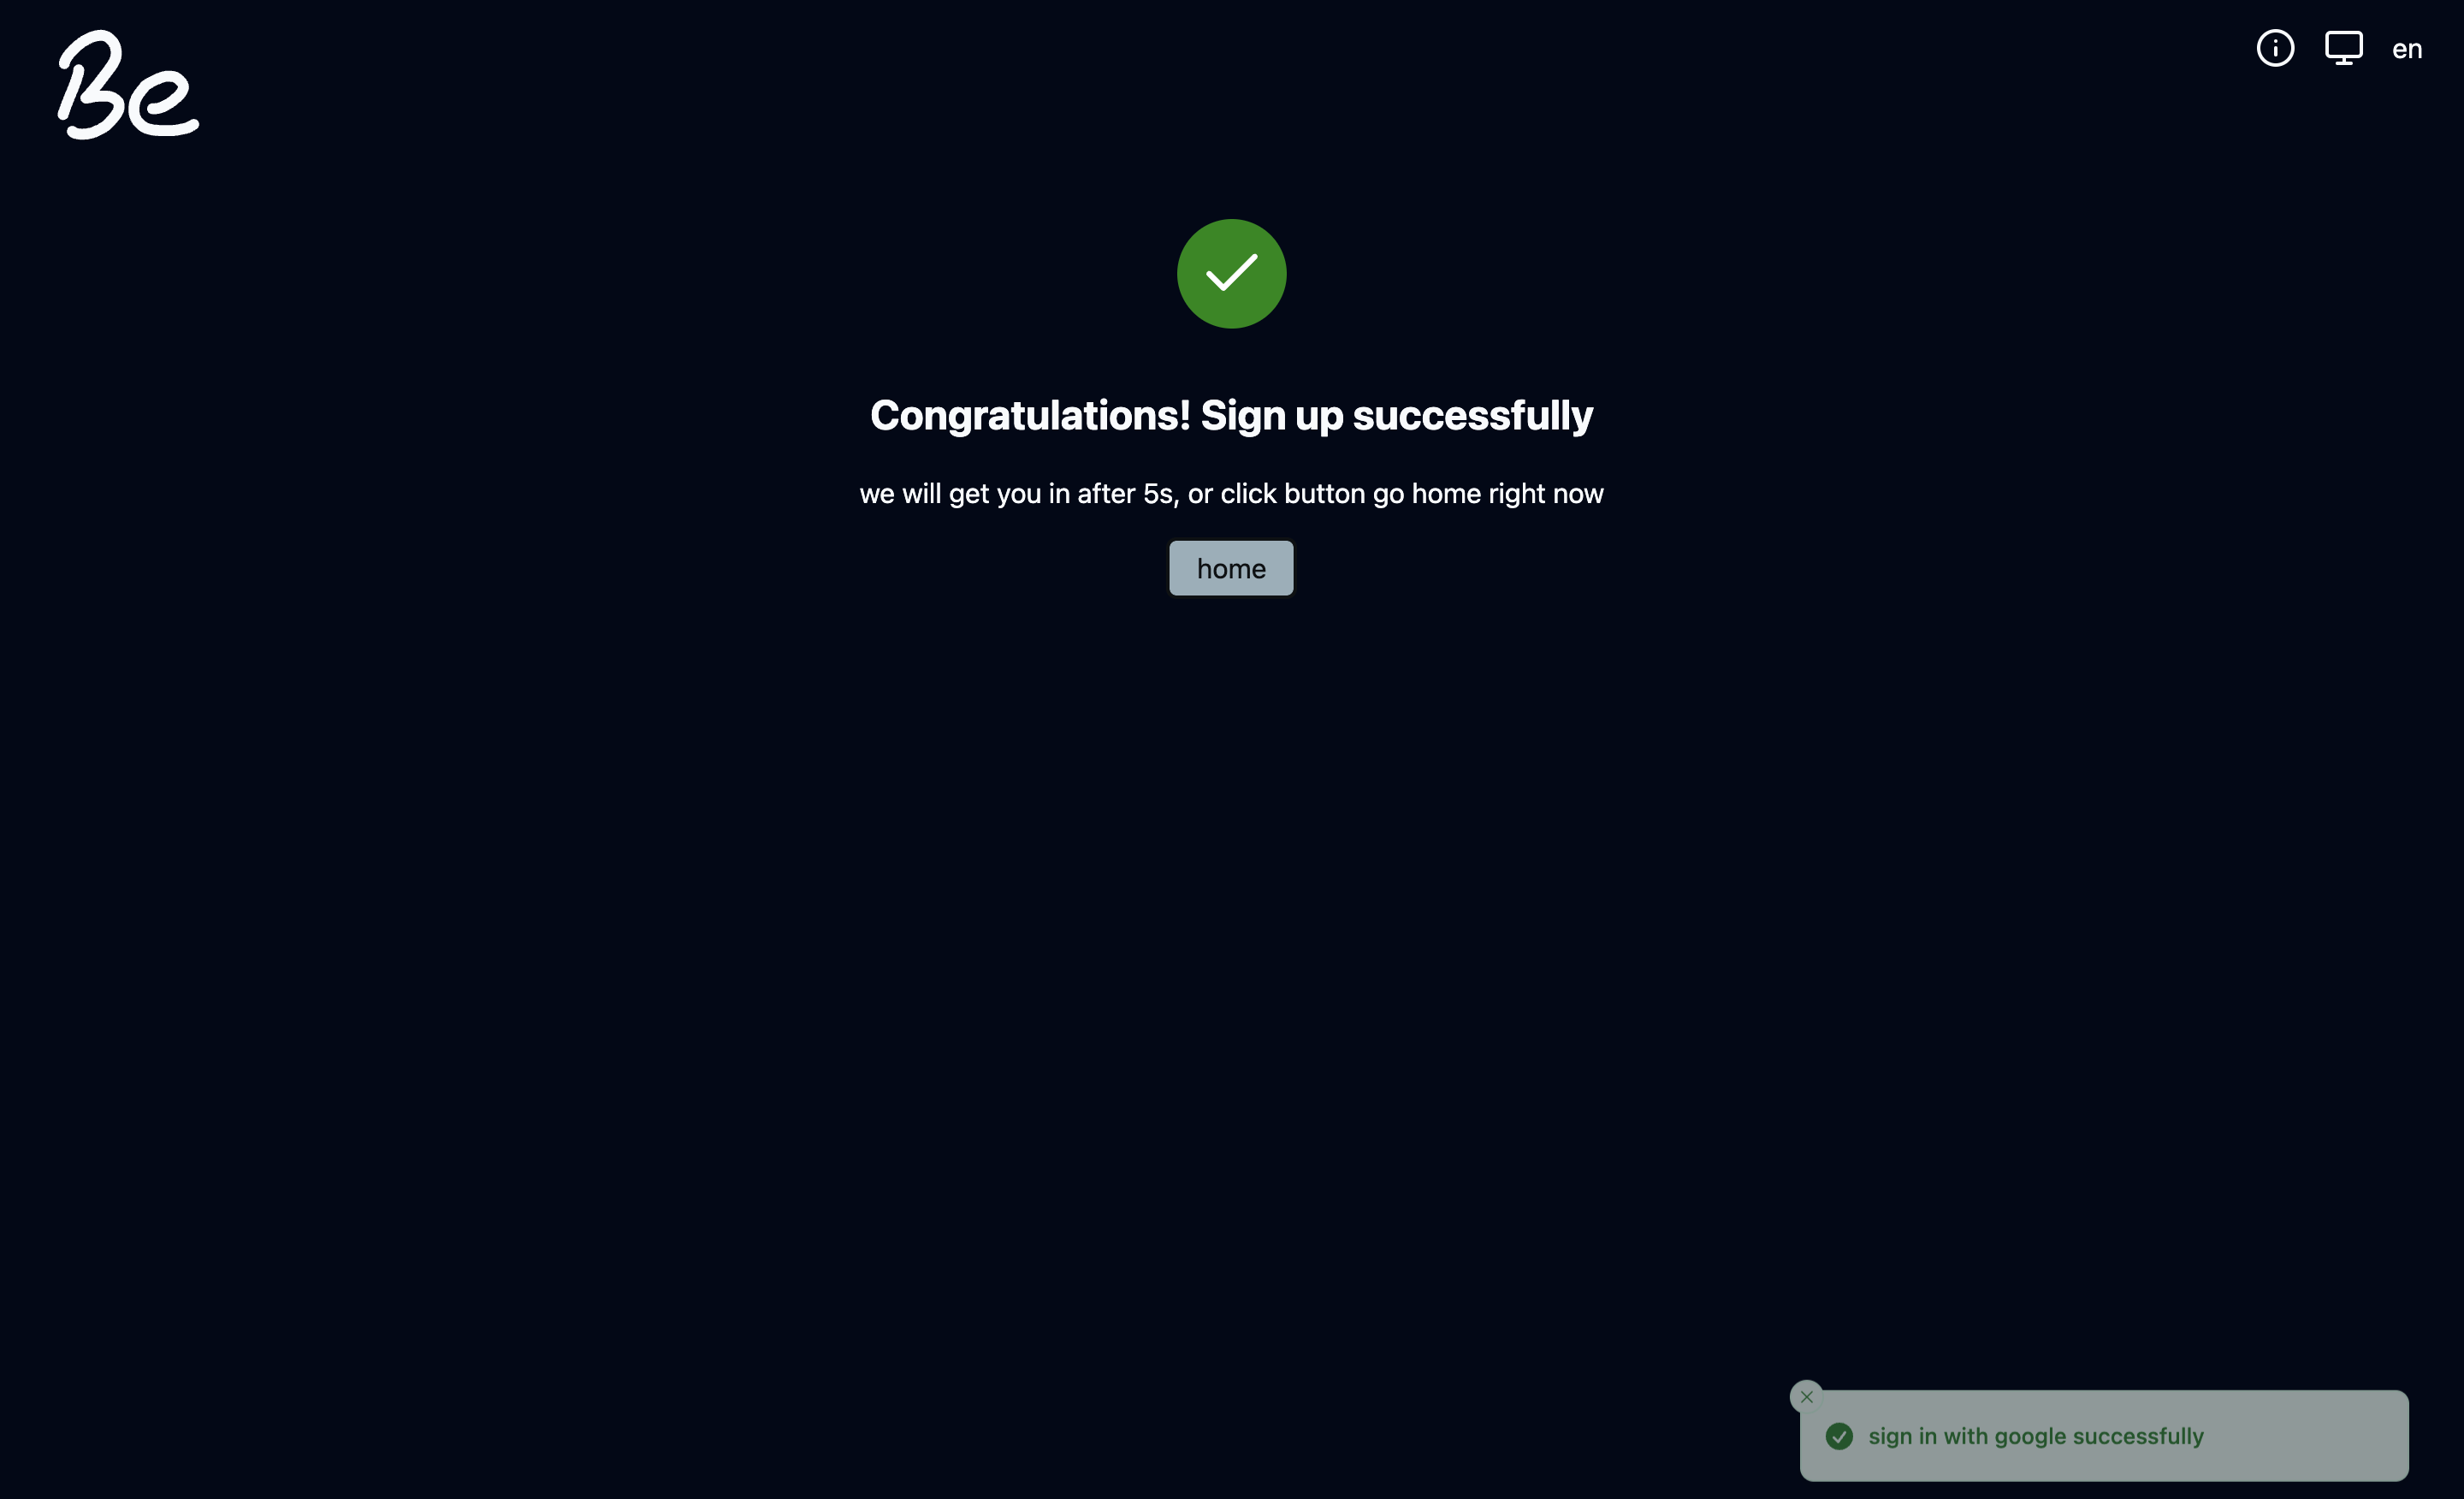 Be
en
Congratulations! Sign up successfully
we will get you in after 5s, or click button go home right now
home
sign in with google successfully